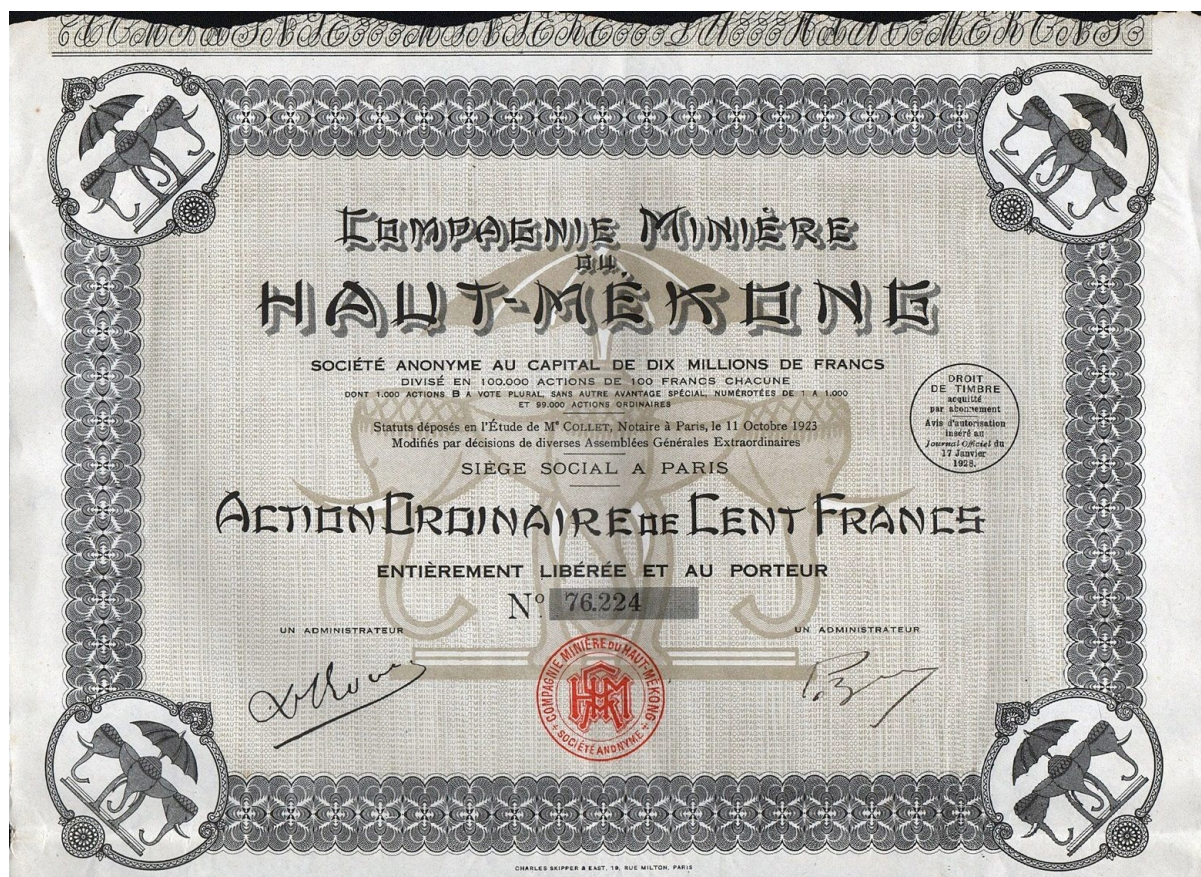 COMPAGNIE MINIÈRE
DU
HAUT-MÉKONG
SOCIÉTÉ ANONYME AU CAPITAL DE DIX MILLIONS DE FRANCS
DIVISÉ EN 100.000 ACTIONS DE 100 FRANCS CHACUNE
DONT 1.000 ACTIONS B A VOTE PLURAL, SANS AUTRE AVANTAGE SPÉCIAL, NUMÉROTÉES DE 1 A 1.000
ET 99.000 ACTIONS ORDINAIRES
Statuts déposés en l'Étude de Me COLLET, Notaire à Paris, le 11 Octobre 1923
Modifiés par décisions de diverses Assemblées Générales Extraordinaires
SIÈGE SOCIAL A PARIS
DROIT
DE TIMBRE
acquitté
par abonnement
Avis d'autorisation
inséré au
Journal Officiel du
17 Janvier
1928.
ACTION ORDINAIRE DE CENT FRANCS
ENTIÈREMENT LIBÉRÉE ET AU PORTEUR
No. 76.224
UN ADMINISTRATEUR
UN ADMINISTRATEUR
COMPAGNIE MINIÈRE DU HAUT-MÉKONG
SOCIÉTÉ ANONYME
CHARLES SKIPPER & EAST, 19, RUE MILTON, PARIS